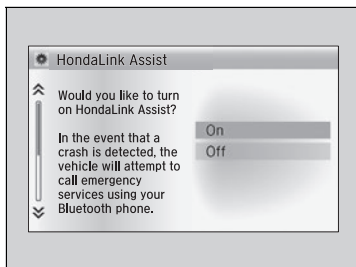 HondaLink Assist
Would you like to turn
on HondaLink Assist?
In the event that a
crash is detected, the
vehicle will attempt to
call emergency
services using your
Bluetooth phone.
On
Off